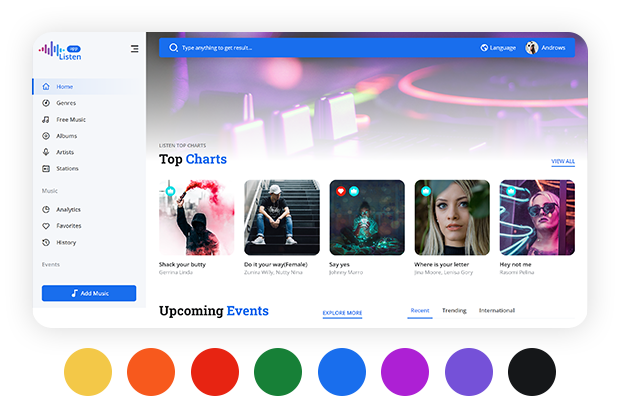 app
Listen
Type anything to get result...
Language
Androws
Home
Genres
Free Music
Albums
Artists
Stations
Music
Analytics
Favorites
History
Events
Add Music
LISTEN TOP CHARTS
Top Charts
VIEW ALL
Shack your butty
Gerrina Linda
Do it your way(Female)
Zunira Willy, Nutty Nina
Say yes
Johnny Marro
Where is your letter
Jina Moore, Lenisa Gory
Hey not me
Rasomi Pelina
Upcoming Events
EXPLORE MORE
Recent
Trending
International